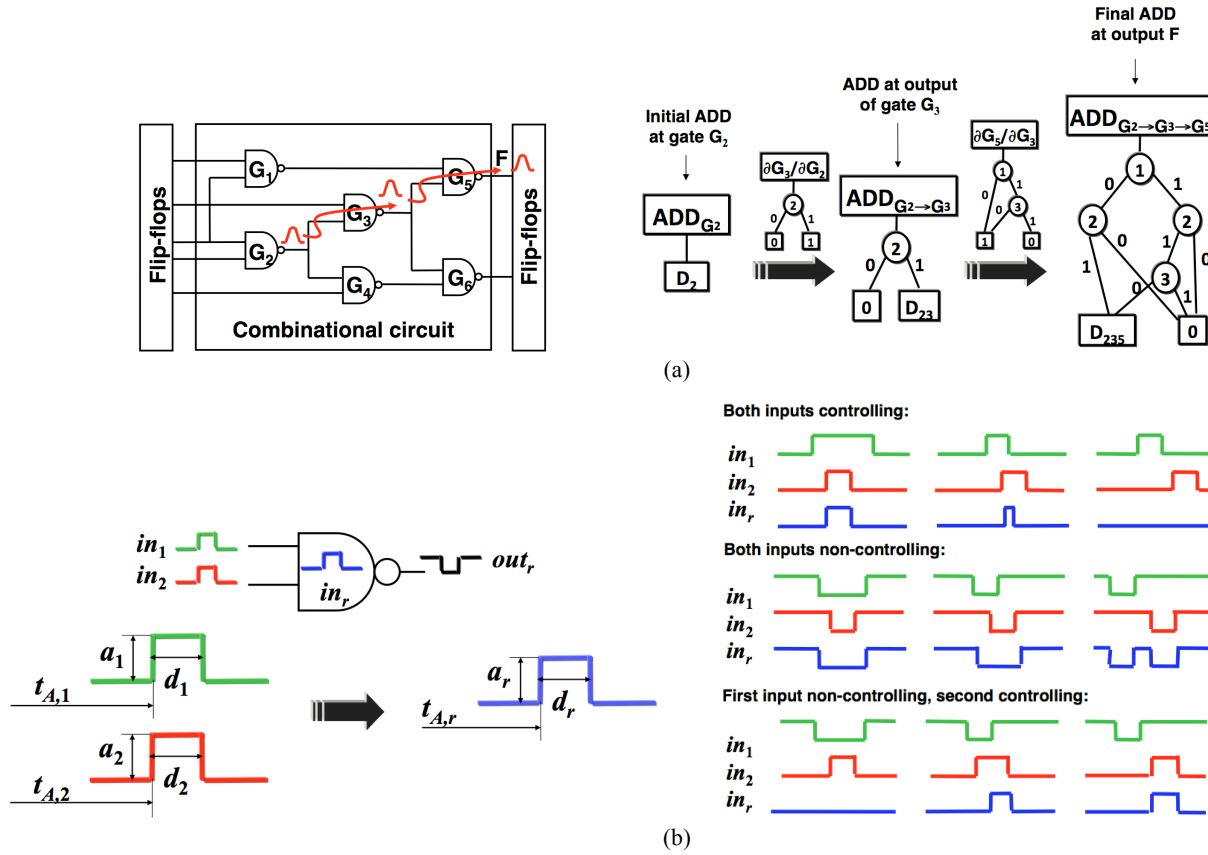 Flip-flops
G1
G2
G3
G4
G5
G6
F
Combinational circuit
Flip-flops
Initial ADD
at gate G2
ADDG2
D2
∂G3/∂G2
2
0 1
0 1
ADD at output
of gate G3
ADDG2→G3
2
0 1
0 D23
∂G5/∂G3
1
0 1
3
0 1
1 0
Final ADD
at output F
ADDG2→G3→G5
1
0 1
2 2
0 1
1 0
3
0 1
D235 0
(a)
in1
in2
inr
outr
a1
d1
tA,1
a2
d2
tA,2
ar
dr
tA,r
Both inputs controlling:
in1
in2
inr
Both inputs non-controlling:
in1
in2
inr
First input non-controlling, second controlling:
in1
in2
inr
(b)